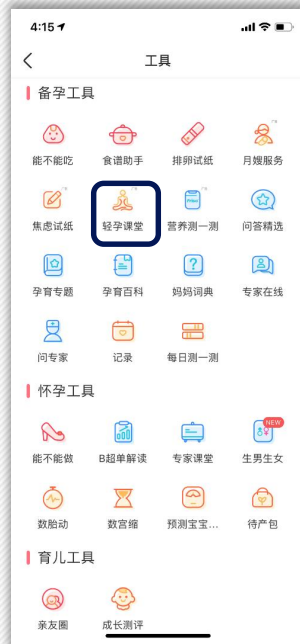 4:15
工具
备孕工具
能不能吃 食谱助手 排卵试纸 月嫂服务
焦虑试纸 轻孕课堂 营养测一测 问答精选
孕育专题 孕育百科 妈妈词典 专家在线
问专家 记录 每日测一测
怀孕工具
NEW
能不能做 B超单解读 专家课堂 生男生女
数胎动 数宫缩 预测宝宝... 待产包
育儿工具
亲友圈 成长测评